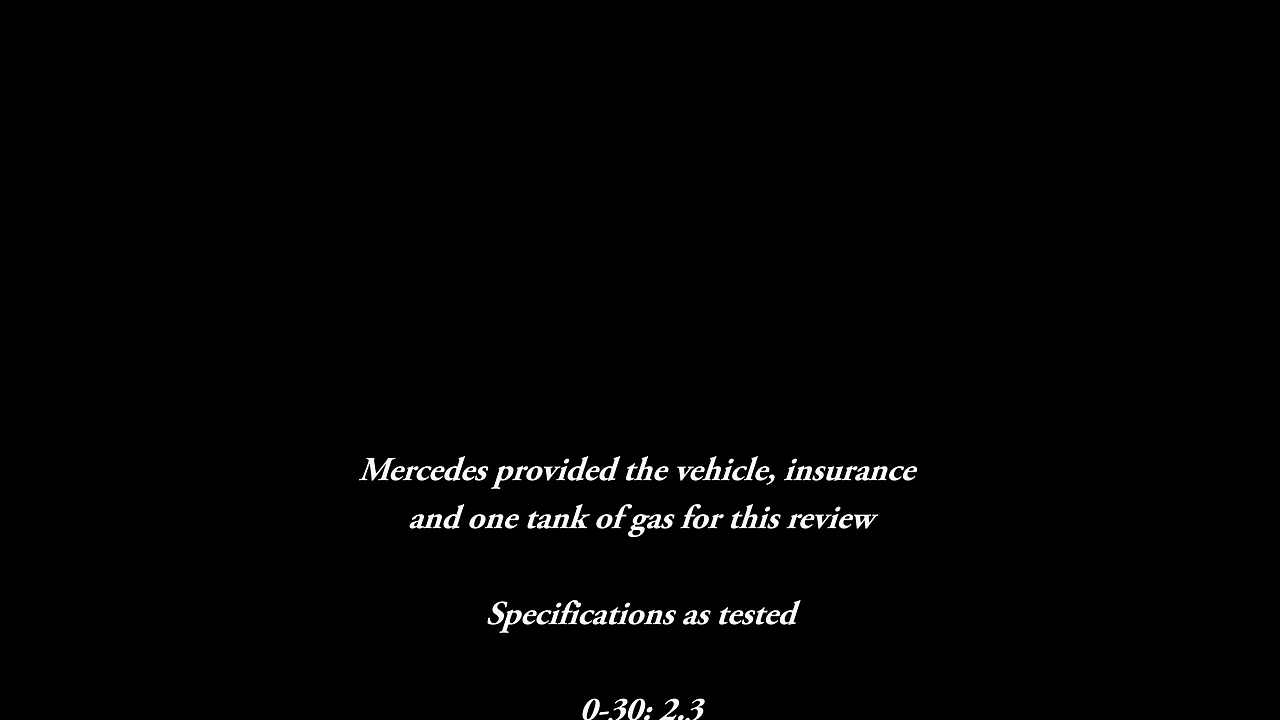 Mercedes provided the vehicle, insurance
and one tank of gas for this review
Specifications as tested
0-30: 2.3